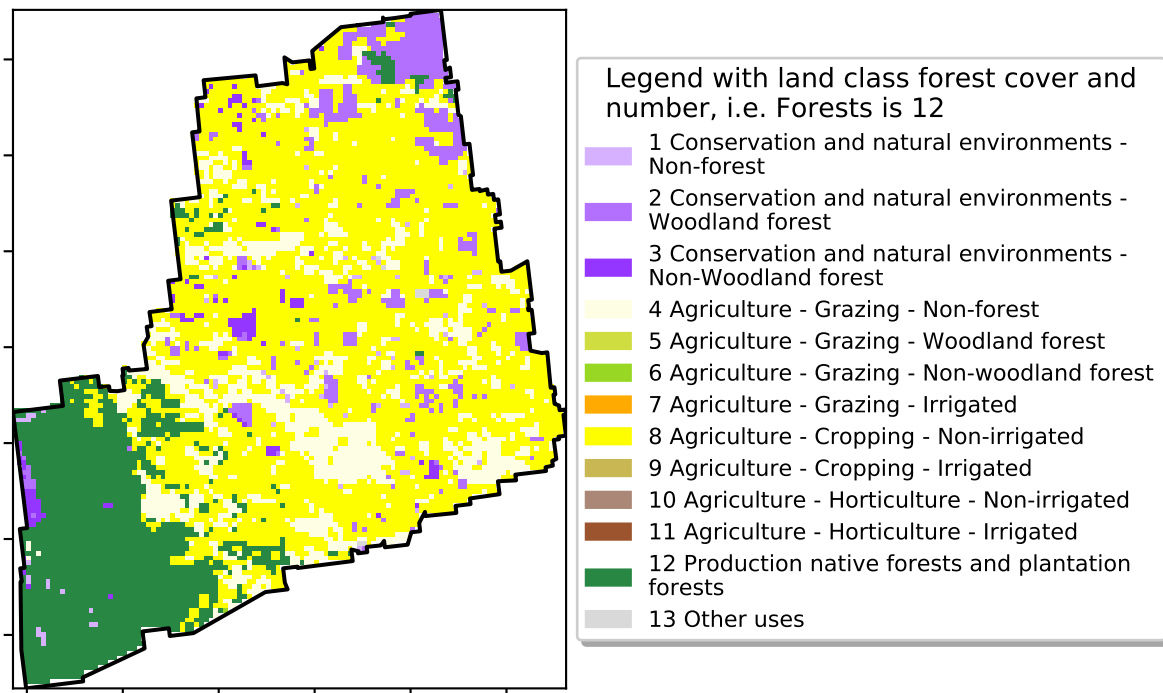 Legend with land class forest cover and
number, i.e. Forests is 12
1 Conservation and natural environments -
Non-forest
2 Conservation and natural environments -
Woodland forest
3 Conservation and natural environments -
Non-Woodland forest
4 Agriculture - Grazing - Non-forest
5 Agriculture - Grazing - Woodland forest
6 Agriculture - Grazing - Non-woodland forest
7 Agriculture - Grazing - Irrigated
8 Agriculture - Cropping - Non-irrigated
9 Agriculture - Cropping - Irrigated
10 Agriculture - Horticulture - Non-irrigated
11 Agriculture - Horticulture - Irrigated
12 Production native forests and plantation
forests
13 Other uses